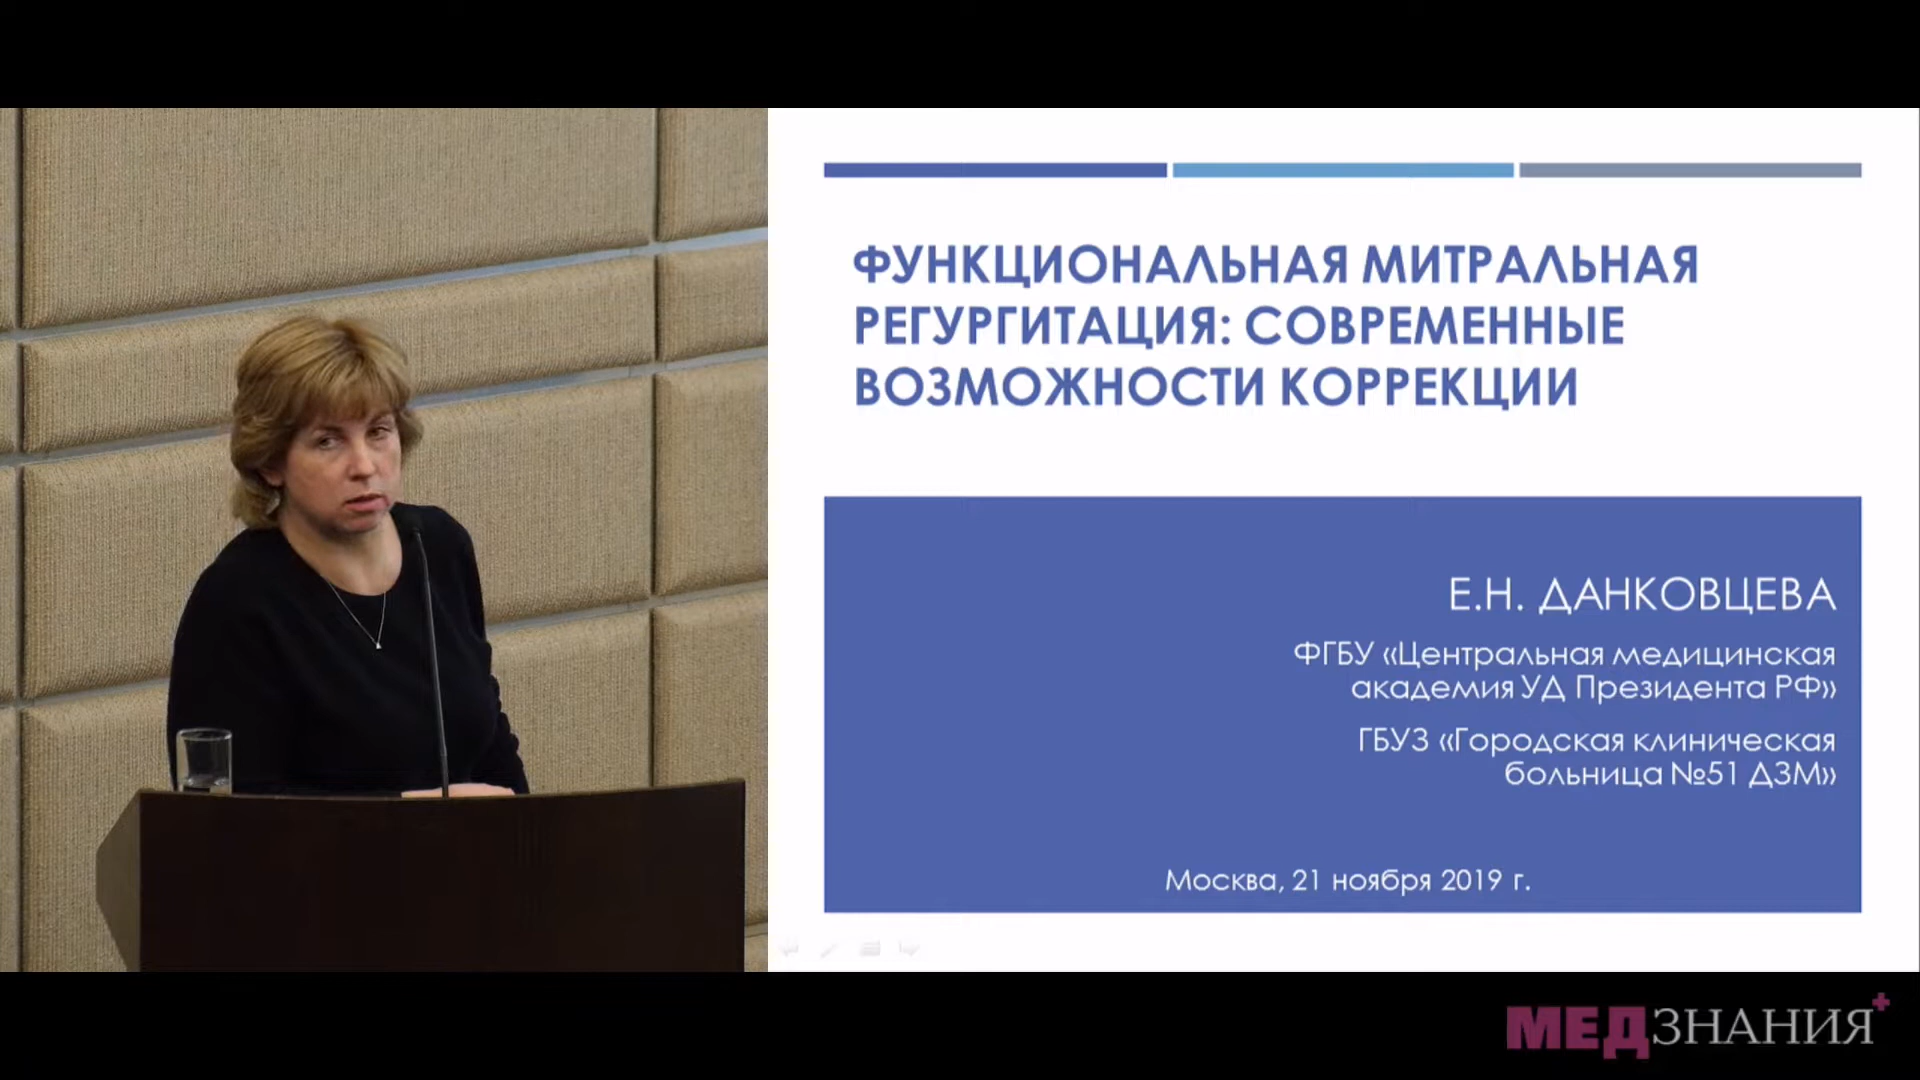 ФУНКЦИОНАЛЬНАЯ МИТРАЛЬНАЯ
РЕГУРГИТАЦИЯ: СОВРЕМЕННЫЕ
ВОЗМОЖНОСТИ КОРРЕКЦИИ
Е.Н. ДАНКОВЦЕВА
ФГБУ «Центральная медицинская
академия УД Президента РФ»
ГБУЗ «Городская клиническая
больница №51 ДЗМ»
Москва, 21 ноября 2019 г.
МЕДЗНАНИЯ+